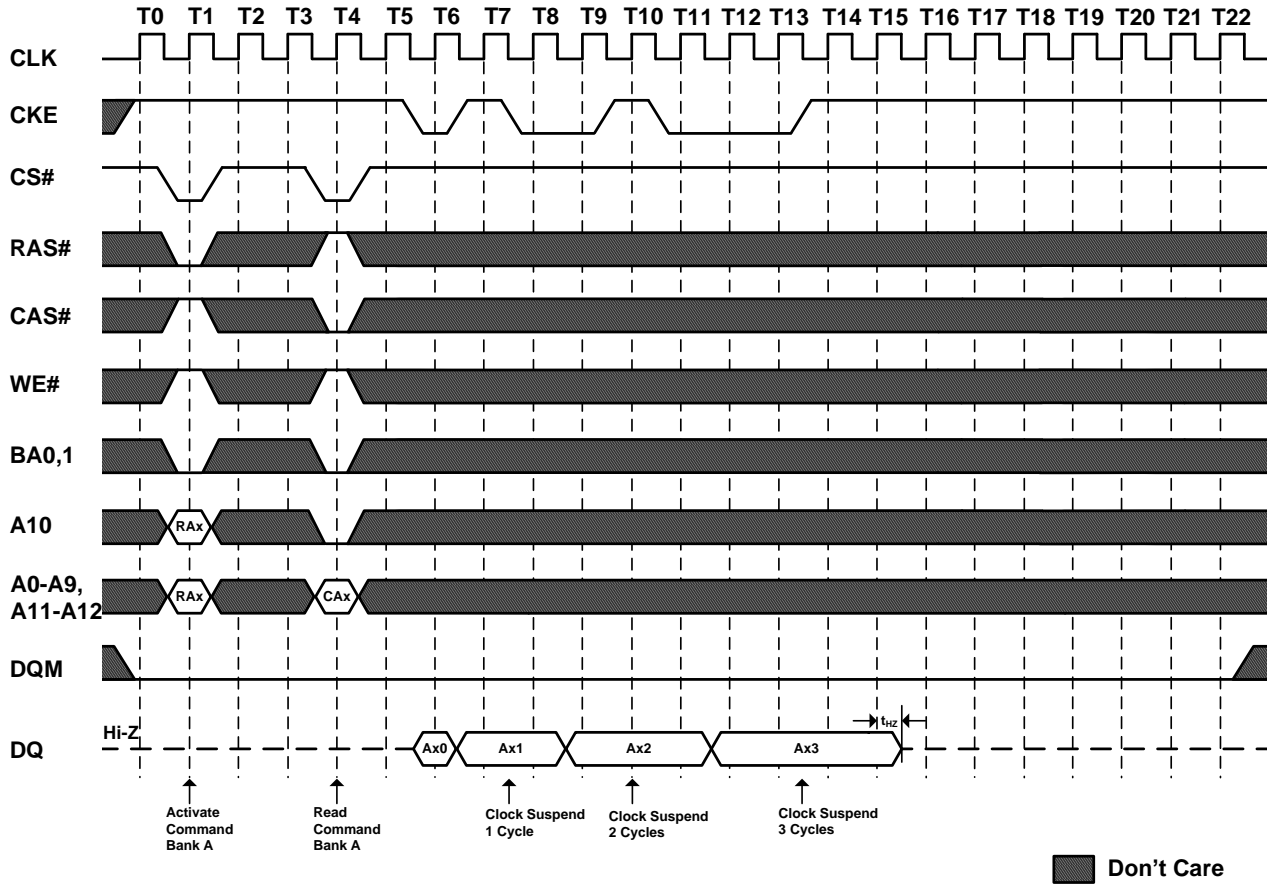 T0 T1 T2 T3 T4 T5 T6 T7 T8 T9 T10 T11 T12 T13 T14 T15 T16 T17 T18 T19 T20 T21 T22
CLK
CKE
CS#
RAS#
CAS#
WE#
BA0,1
A10
RAx
A0-A9,
A11-A12
RAx CAx
DQM
tHZ
Hi-Z
DQ
Ax0 Ax1 Ax2 Ax3
Activate
Command
Bank A
Read
Command
Bank A
Clock Suspend
1 Cycle
Clock Suspend
2 Cycles
Clock Suspend
3 Cycles
Don't Care